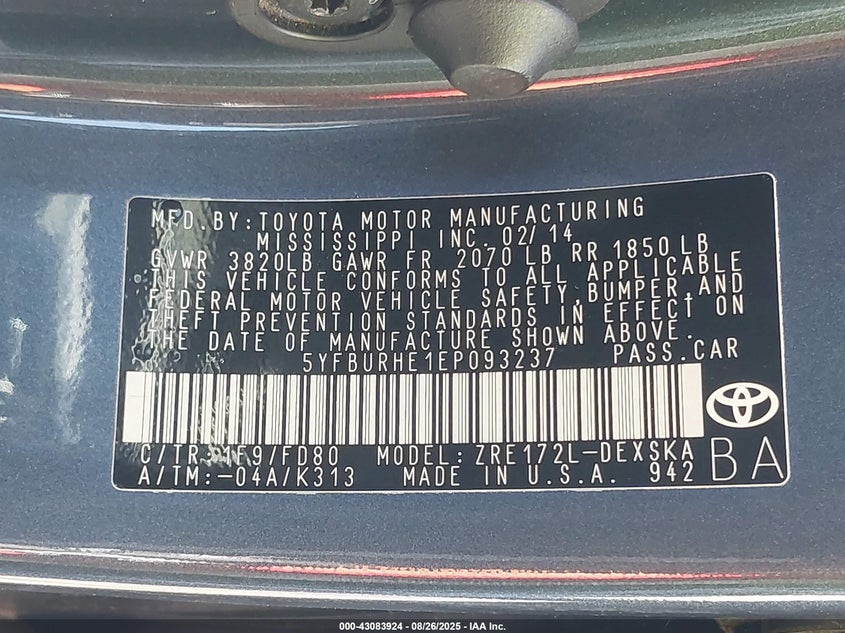 MFD.BY:TOYOTA MOTOR MANUFACTURING
MISSISSIPPI INC. 02/14
GVWR 3820LB GAWR FR 2070 LB RR 1850 LB
THIS VEHICLE CONFORMS TO ALL APPLICABLE
FEDERAL MOTOR VEHICLE SAFETY,BUMPER,AND
THEFT PREVENTION STANDARDS IN EFFECT ON
THE DATE OF MANUFACTURE SHOWN ABOVE.
5YFBURHE1EP093237 PASS.CAR
C/TR:1F9/FD80 MODEL:ZRE172L-DEXSKA
A/TM:-04A/K313 MADE IN U.S.A. 942
BA
000-43083924 - 08/26/2025 - IAA Inc.